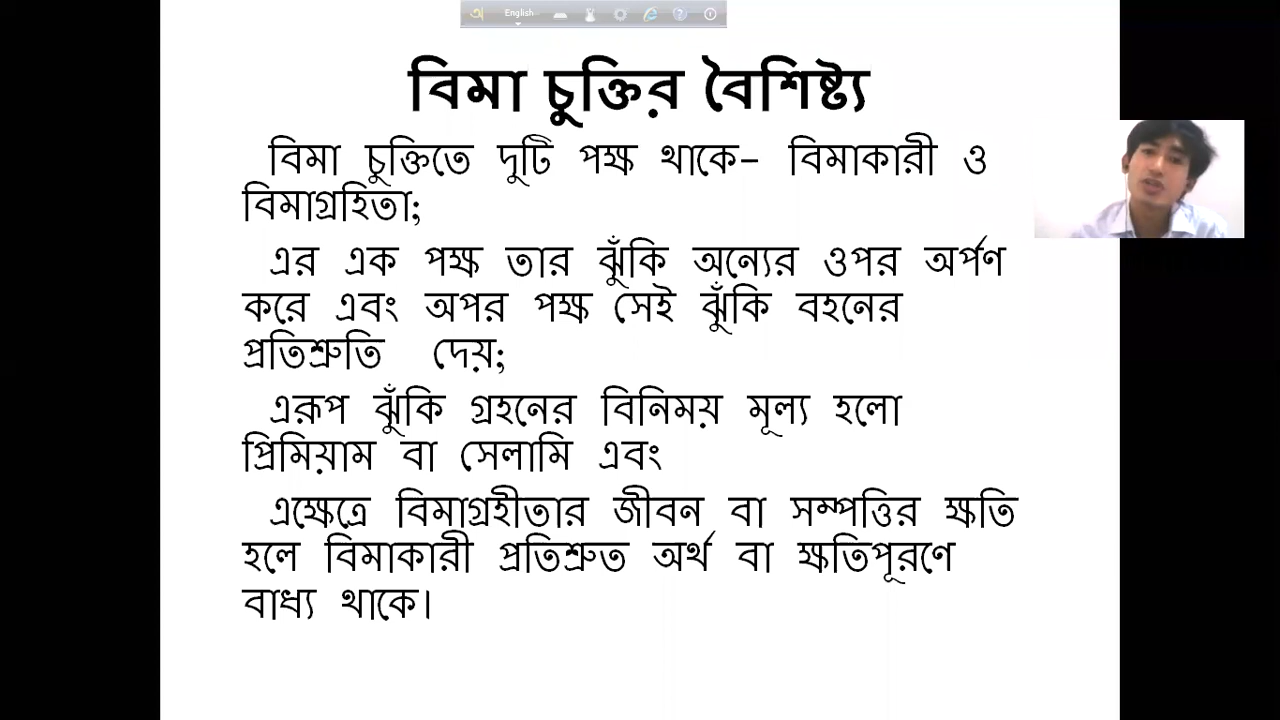 English
বিমা চুক্তির বৈশিষ্ট্য
বিমা চুক্তিতে দুটি পক্ষ থাকে- বিমাকারী ও
বিমাগ্রহিতা;
এর এক পক্ষ তার ঝুঁকি অন্যের ওপর অর্পণ
করে এবং অপর পক্ষ সেই ঝুঁকি বহনের
প্রতিশ্রুতি দেয়;
এরূপ ঝুঁকি গ্রহনের বিনিময় মূল্য হলো
প্রিমিয়াম বা সেলামি এবং
এক্ষেত্রে বিমাগ্রহীতার জীবন বা সম্পত্তির ক্ষতি
হলে বিমাকারী প্রতিশ্রুত অর্থ বা ক্ষতিপূরণে
বাধ্য থাকে।